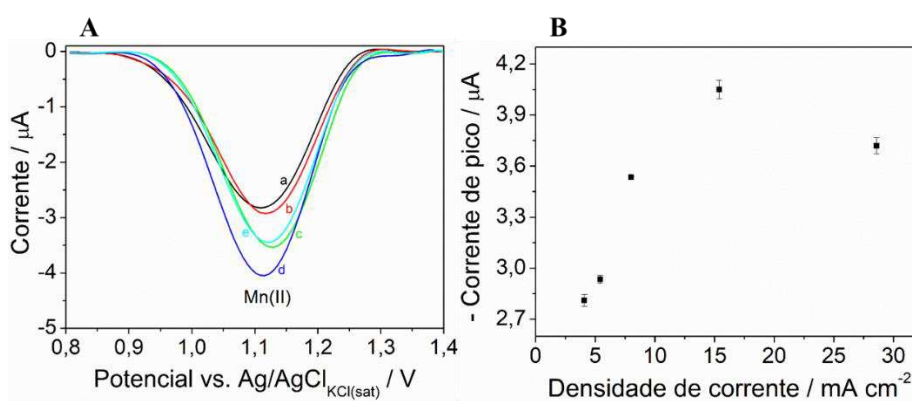 A
0
-1
-2
-3
-4
-5
0,8 0,9 1,0 1,1 1,2 1,3 1,4
Corrente / µA
Potencial vs. Ag/AgCl KCl(sat) / V
a
b
c
d
e
Mn(II)
B
4,2
3,9
3,6
3,3
3,0
2,7
0 5 10 15 20 25 30
- Corrente de pico / µA
Densidade de corrente / mA cm-2